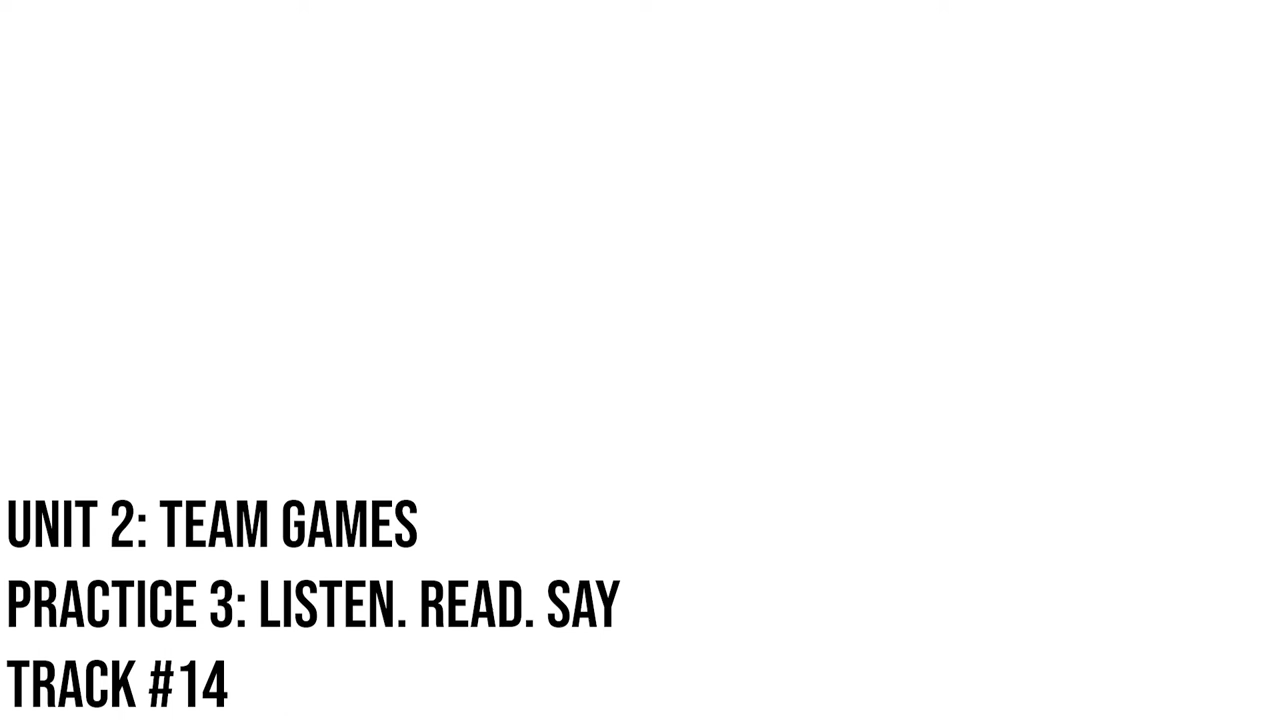 UNIT 2: TEAM GAMES
PRACTICE 3: LISTEN. READ. SAY
TRACK #14